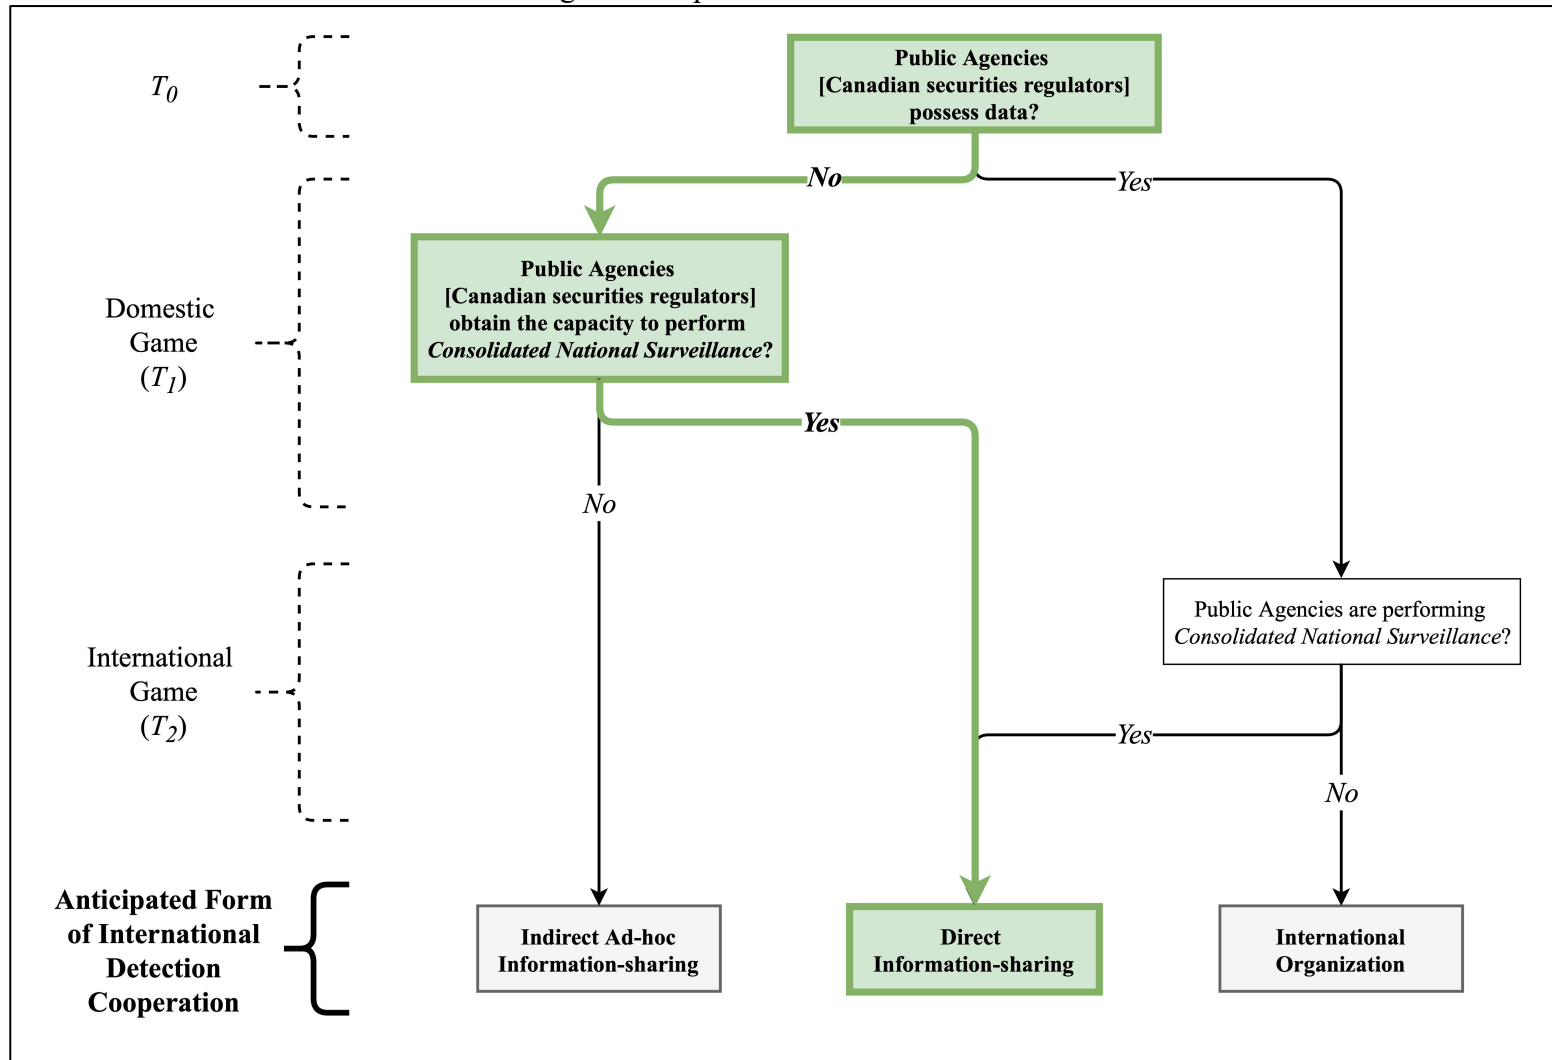 T0
Public Agencies
[Canadian securities regulators]
possess data?
No
Yes
Domestic
Game
(T1)
Public Agencies
[Canadian securities regulators]
obtain the capacity to perform
Consolidated National Surveillance?
Yes
No
International
Game
(T2)
Public Agencies are performing
Consolidated National Surveillance?
Yes
No
Anticipated Form
of International
Detection
Cooperation
Indirect Ad-hoc
Information-sharing
Direct
Information-sharing
International
Organization